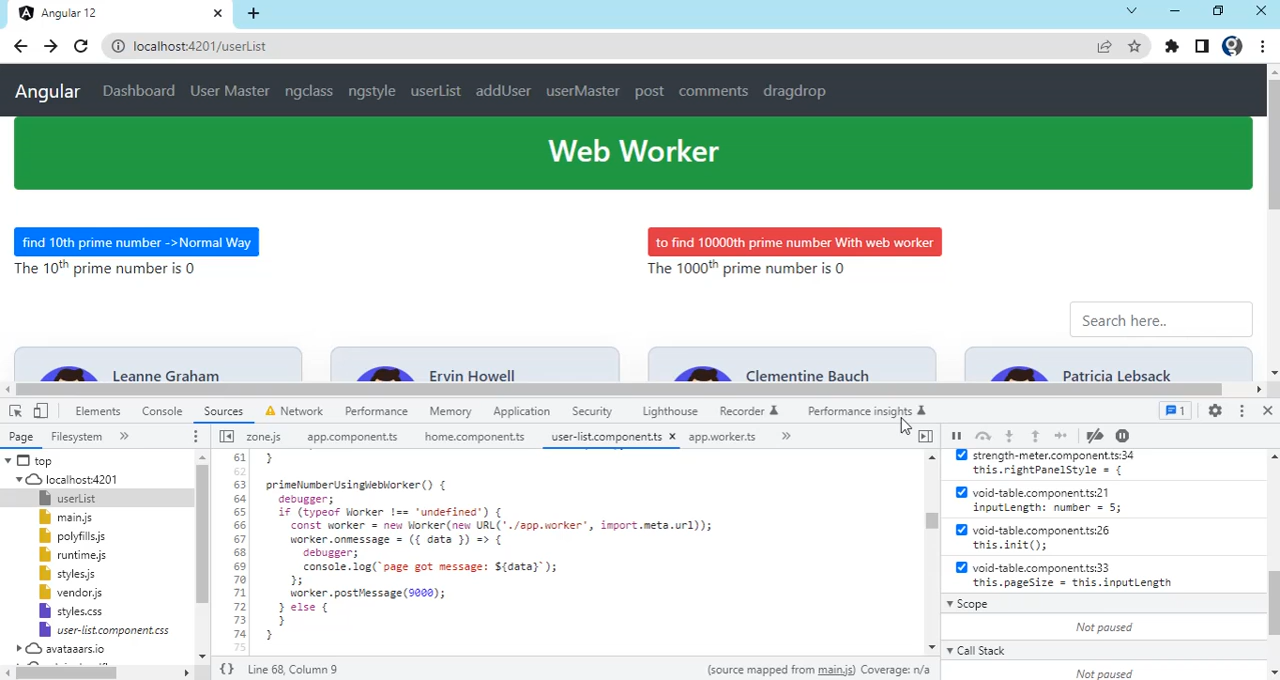 Angular 12
localhost:4201/userList
Angular Dashboard User Master ngclass ngstyle userList addUser userMaster post comments dragdrop
Web Worker
find 10th prime number ->Normal Way
The 10th prime number is 0
to find 10000th prime number With web worker
The 1000th prime number is 0
Search here..
Leanne Graham
Ervin Howell
Clementine Bauch
Patricia Lebsack
Elements Console Sources Network Performance Memory Application Security Lighthouse Recorder Performance insights 1
Page Filesystem
zone.js app.component.ts home.component.ts user-list.component.ts app.worker.ts
top
localhost:4201
userList
main.js
polyfills.js
runtime.js
styles.js
vendor.js
styles.css
user-list.component.css
avataaars.io
61 }
62
63 primeNumberUsingWebWorker() {
64 debugger;
65 if (typeof Worker !== 'undefined') {
66 const worker = new Worker(new URL('./app.worker', import.meta.url));
67 worker.onmessage = ({ data }) => {
68 debugger;
69 console.log(`page got message: ${data}`);
70 };
71 worker.postMessage(9000);
72 } else {
73 }
74 }
75
{ } Line 68, Column 9 (source mapped from main.js) Coverage: n/a
strength-meter.component.ts:34
this.rightPanelStyle = {
void-table.component.ts:21
inputLength: number = 5;
void-table.component.ts:26
this.init();
void-table.component.ts:33
this.pageSize = this.inputLength
Scope
Not paused
Call Stack
Not paused